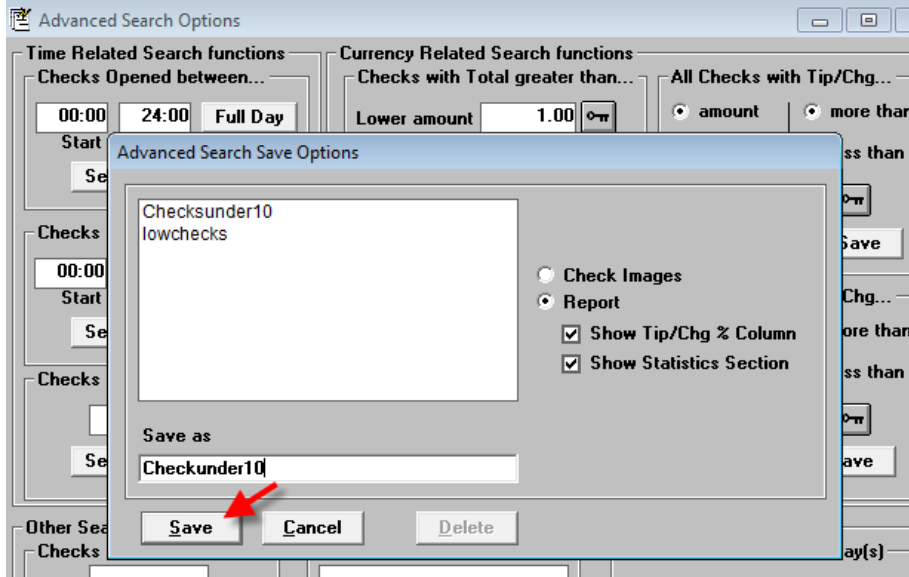 Advanced Search Options
Time Related Search functions
Currency Related Search functions
Checks Opened between...
Checks with Total greater than...
All Checks with Tip/Chg...
00:00 24:00 Full Day
Lower amount 1.00
amount more than
Start
Advanced Search Save Options
ss than
Se
Checksunder10
lowchecks
Checks
Save
00:00
Check Images
Start
Report
Chg...
Se
Show Tip/Chg % Column
ore than
Show Statistics Section
Checks
ss than
Save as
Se
Checkunder10
ave
Save Cancel Delete
Other Sea
Checks
ay(s)